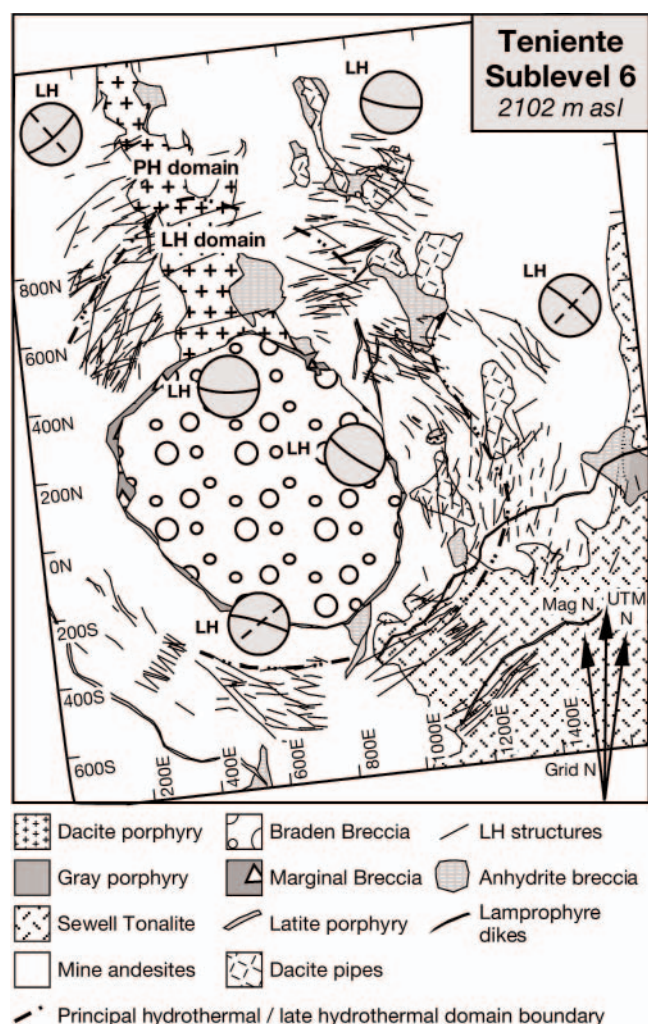 Teniente
Sublevel 6
2102 m asl
LH
LH
PH domain
LH domain
LH
800N
600N
LH
400N
LH
200N
0N
Mag N
UTM
N
200S
LH
400S
600S
200E
400E
600E
800E
1000E
1200E
1400E
Grid N
Dacite porphyry
Braden Breccia
LH structures
Gray porphyry
Marginal Breccia
Anhydrite breccia
Sewell Tonalite
Latite porphyry
Lamprophyre
dikes
Mine andesites
Dacite pipes
Principal hydrothermal / late hydrothermal domain boundary